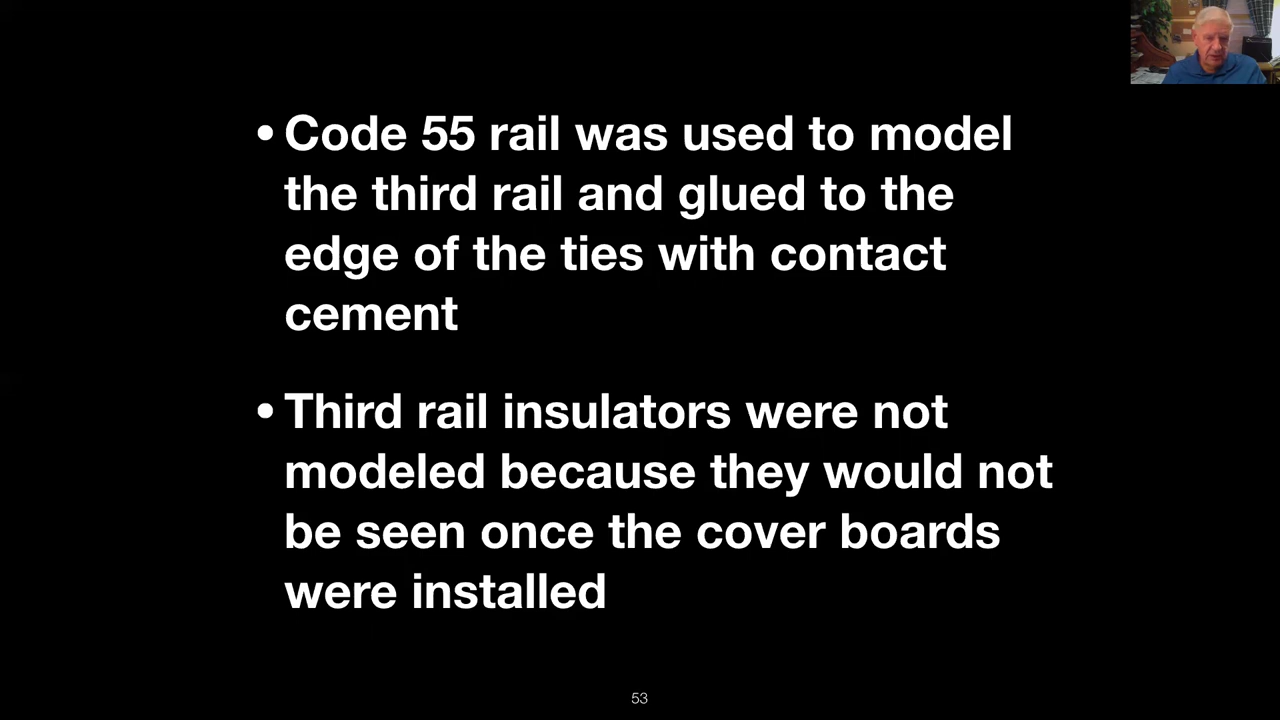 • Code 55 rail was used to model
the third rail and glued to the
edge of the ties with contact
cement
• Third rail insulators were not
modeled because they would not
be seen once the cover boards
were installed
53